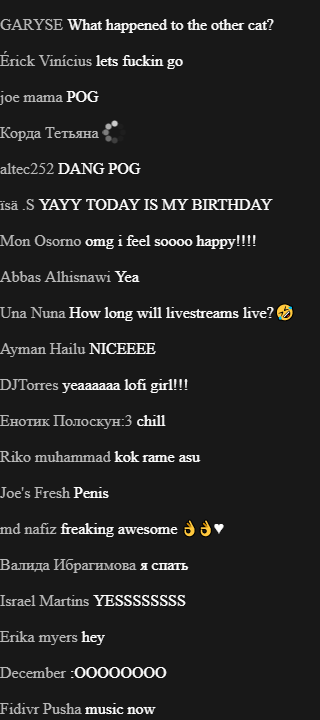 GARYSE What happened to the other cat?
Érick Vinícius lets fuckin go
joe mama POG
Корда Тетьяна
altec252 DANG POG
ïsä .S YAYY TODAY IS MY BIRTHDAY
Mon Osorno omg i feel soooo happy!!!!
Abbas Alhisnawi Yea
Una Nuna How long will livestreams live? 🤣
Ayman Hailu NICEEEE
DJTorres yeaaaaaa lofi girl!!!
Енотик Полоскун:3 chill
Riko muhammad kok rame asu
Joe's Fresh Penis
md nafiz freaking awesome 👌👌♥
Валида Ибрагимова я спать
Israel Martins YESSSSSSSS
Erika myers hey
December :OOOOOOOO
Fidivr Pusha music now